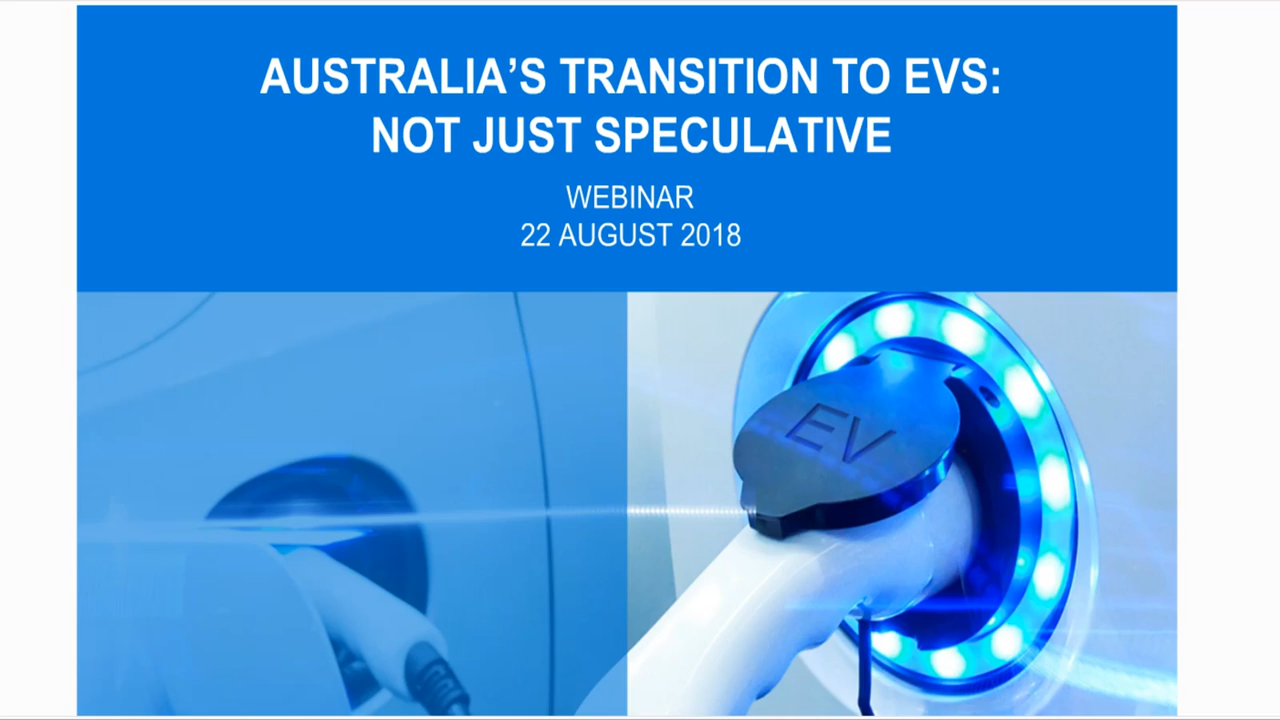 AUSTRALIA’S TRANSITION TO EVS:
NOT JUST SPECULATIVE
WEBINAR
22 AUGUST 2018
EV